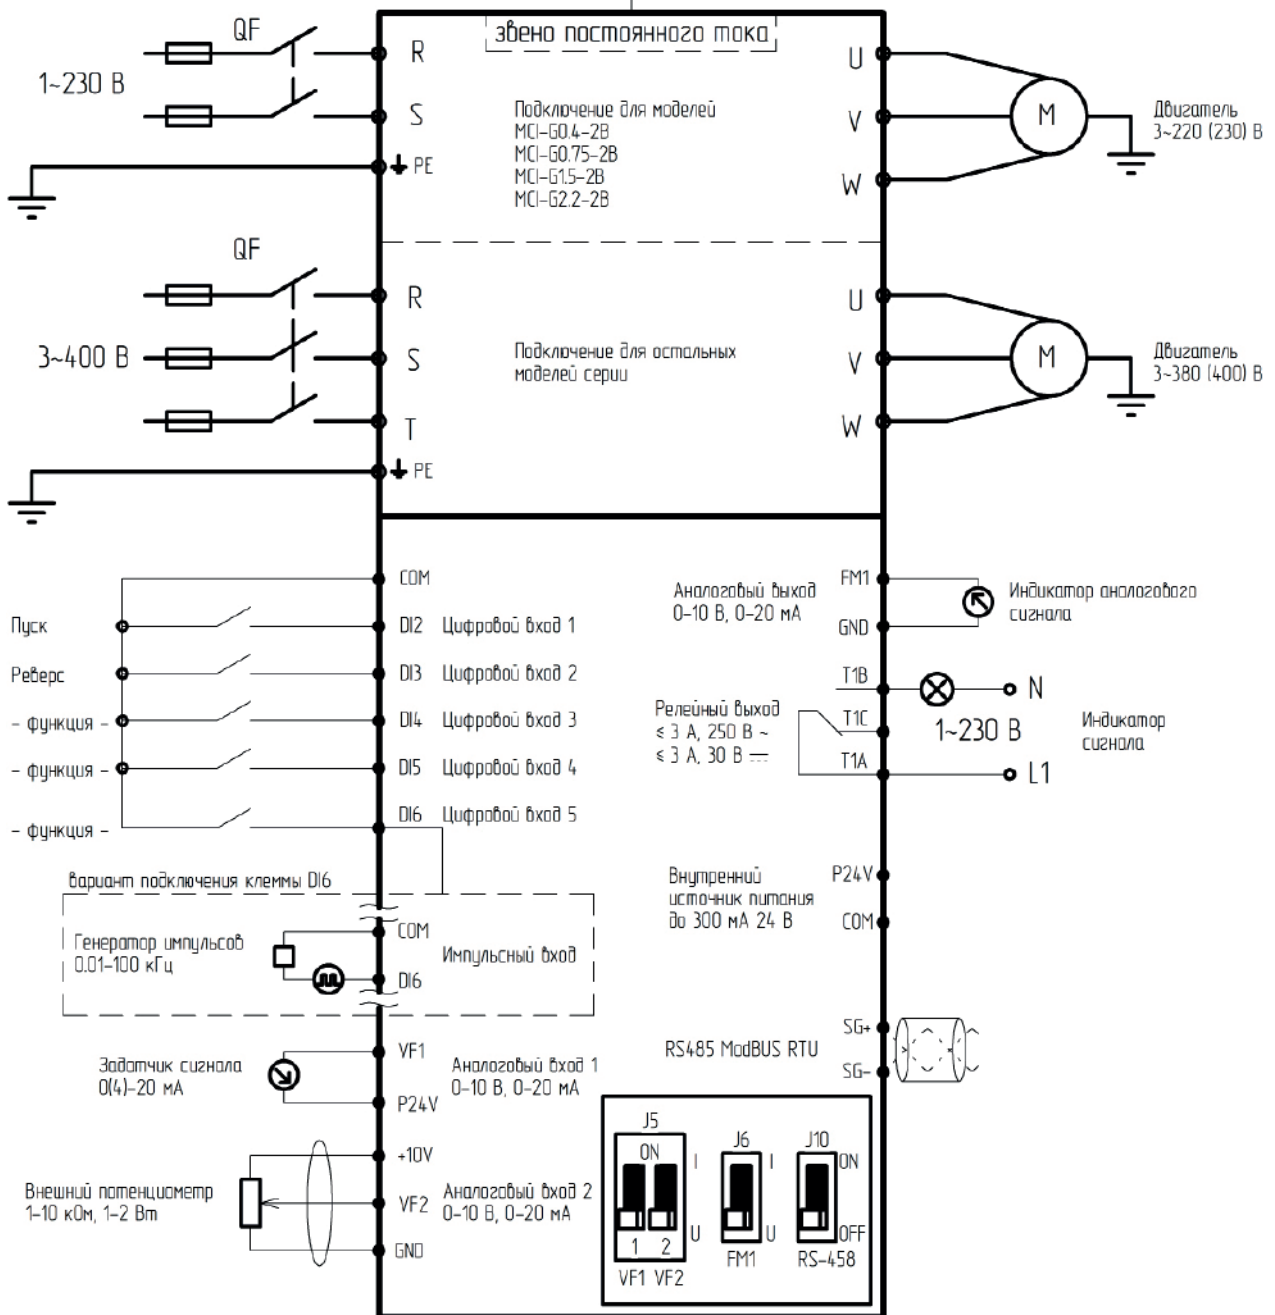 звено постоянного тока
QF
1~230 В
R
S
PE
Подключение для моделей
MCI-G0.4-2B
MCI-G0.75-2B
MCI-G1.5-2B
MCI-G2.2-2B
U
V
W
M
Двигатель
3~220 (230) В
QF
3~400 В
R
S
T
PE
Подключение для остальных
моделей серии
U
V
W
M
Двигатель
3~380 (400) В
COM
Пуск
DI2 Цифровой вход 1
Реверс
DI3 Цифровой вход 2
- функция -
DI4 Цифровой вход 3
- функция -
DI5 Цифровой вход 4
- функция -
DI6 Цифровой вход 5
Аналоговый выход
0-10 В, 0-20 мА
FM1
GND
Индикатор аналогового
сигнала
Релейный выход
≤ 3 А, 250 В ~
≤ 3 А, 30 В ⎓
T1B
T1C
T1A
N
1~230 В
L1
Индикатор
сигнала
вариант подключения клеммы DI6
Генератор импульсов
0.01-100 кГц
COM
DI6
Импульсный вход
Внутренний
источник питания
до 300 мА 24 В
P24V
COM
Задатчик сигнала
0(4)-20 мА
VF1
P24V
Аналоговый вход 1
0-10 В, 0-20 мА
RS485 ModBUS RTU
SG+
SG-
Внешний потенциометр
1-10 кОм, 1-2 Вт
+10V
VF2
GND
Аналоговый вход 2
0-10 В, 0-20 мА
J5
ON
I
U
1 2
VF1 VF2
J6
I
U
FM1
J10
ON
OFF
RS-458